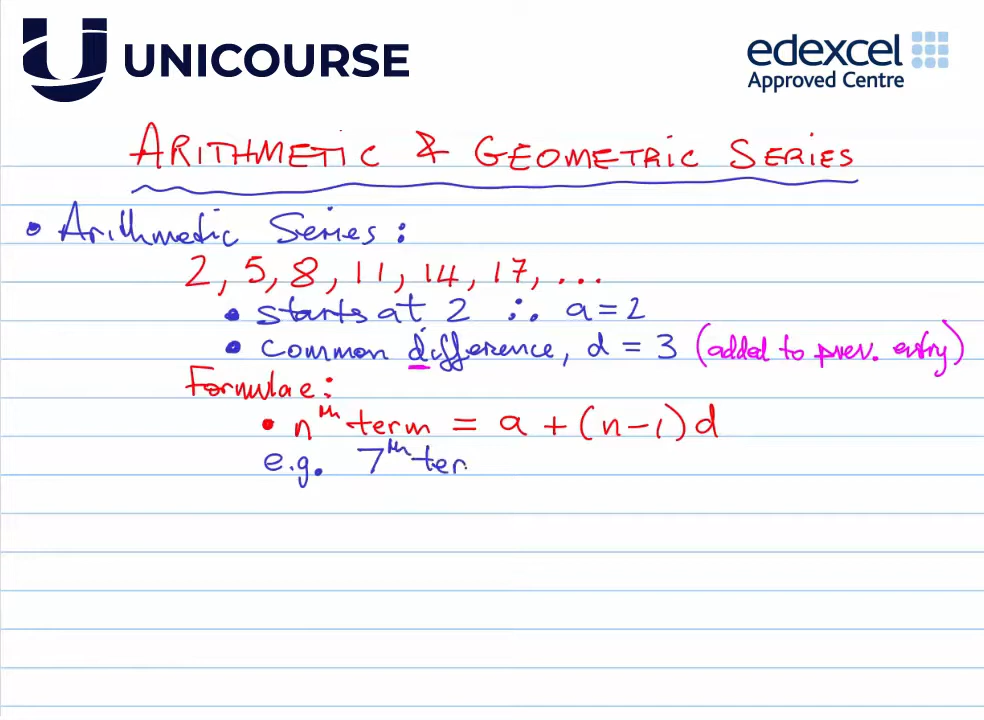 UNICOURSE
edexcel
Approved Centre
ARITHMETIC & GEOMETRIC SERIES
• Arithmetic Series:
2, 5, 8, 11, 14, 17, ...
• starts at 2 ∴ a = 2
• common difference, d = 3 (added to prev. entry)
Formulae:
• nᵗʰ term = a + (n-1)d
e.g. 7ᵗʰ ter